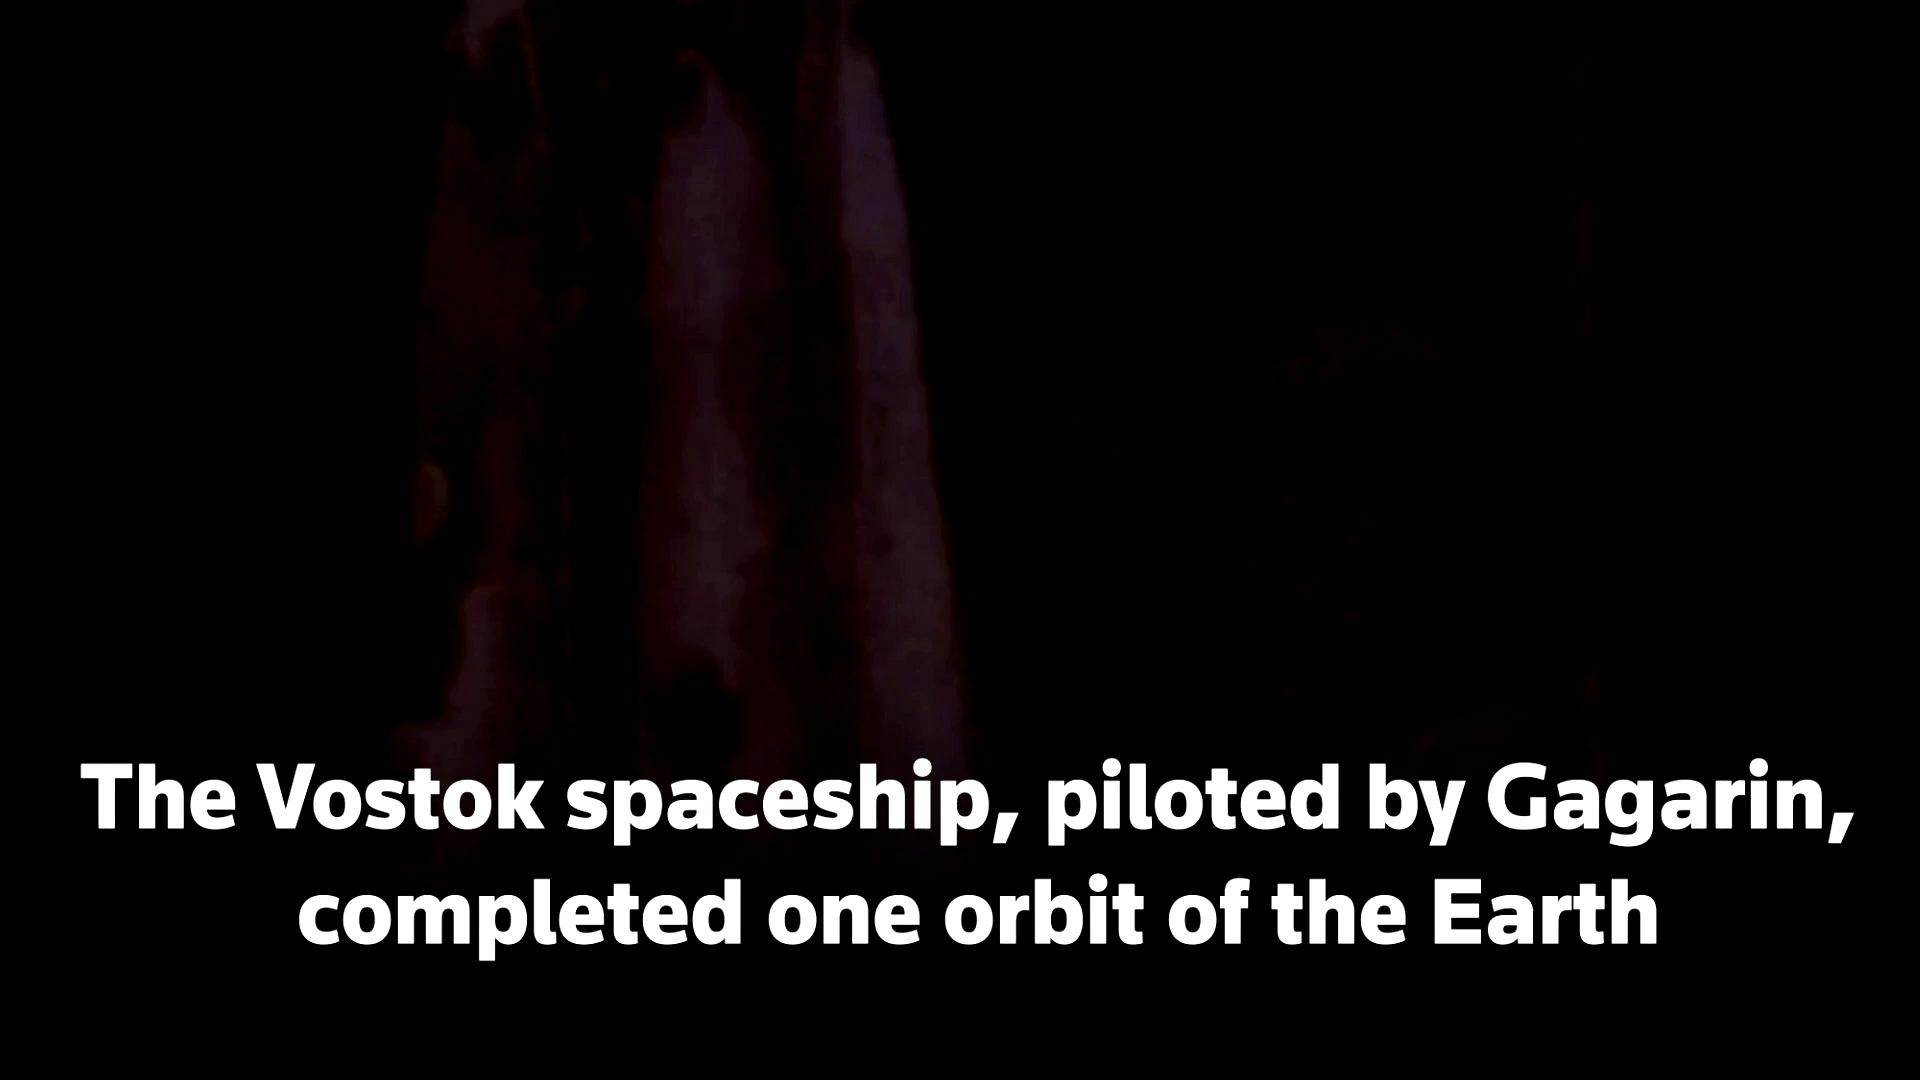 The Vostok spaceship, piloted by Gagarin,
completed one orbit of the Earth